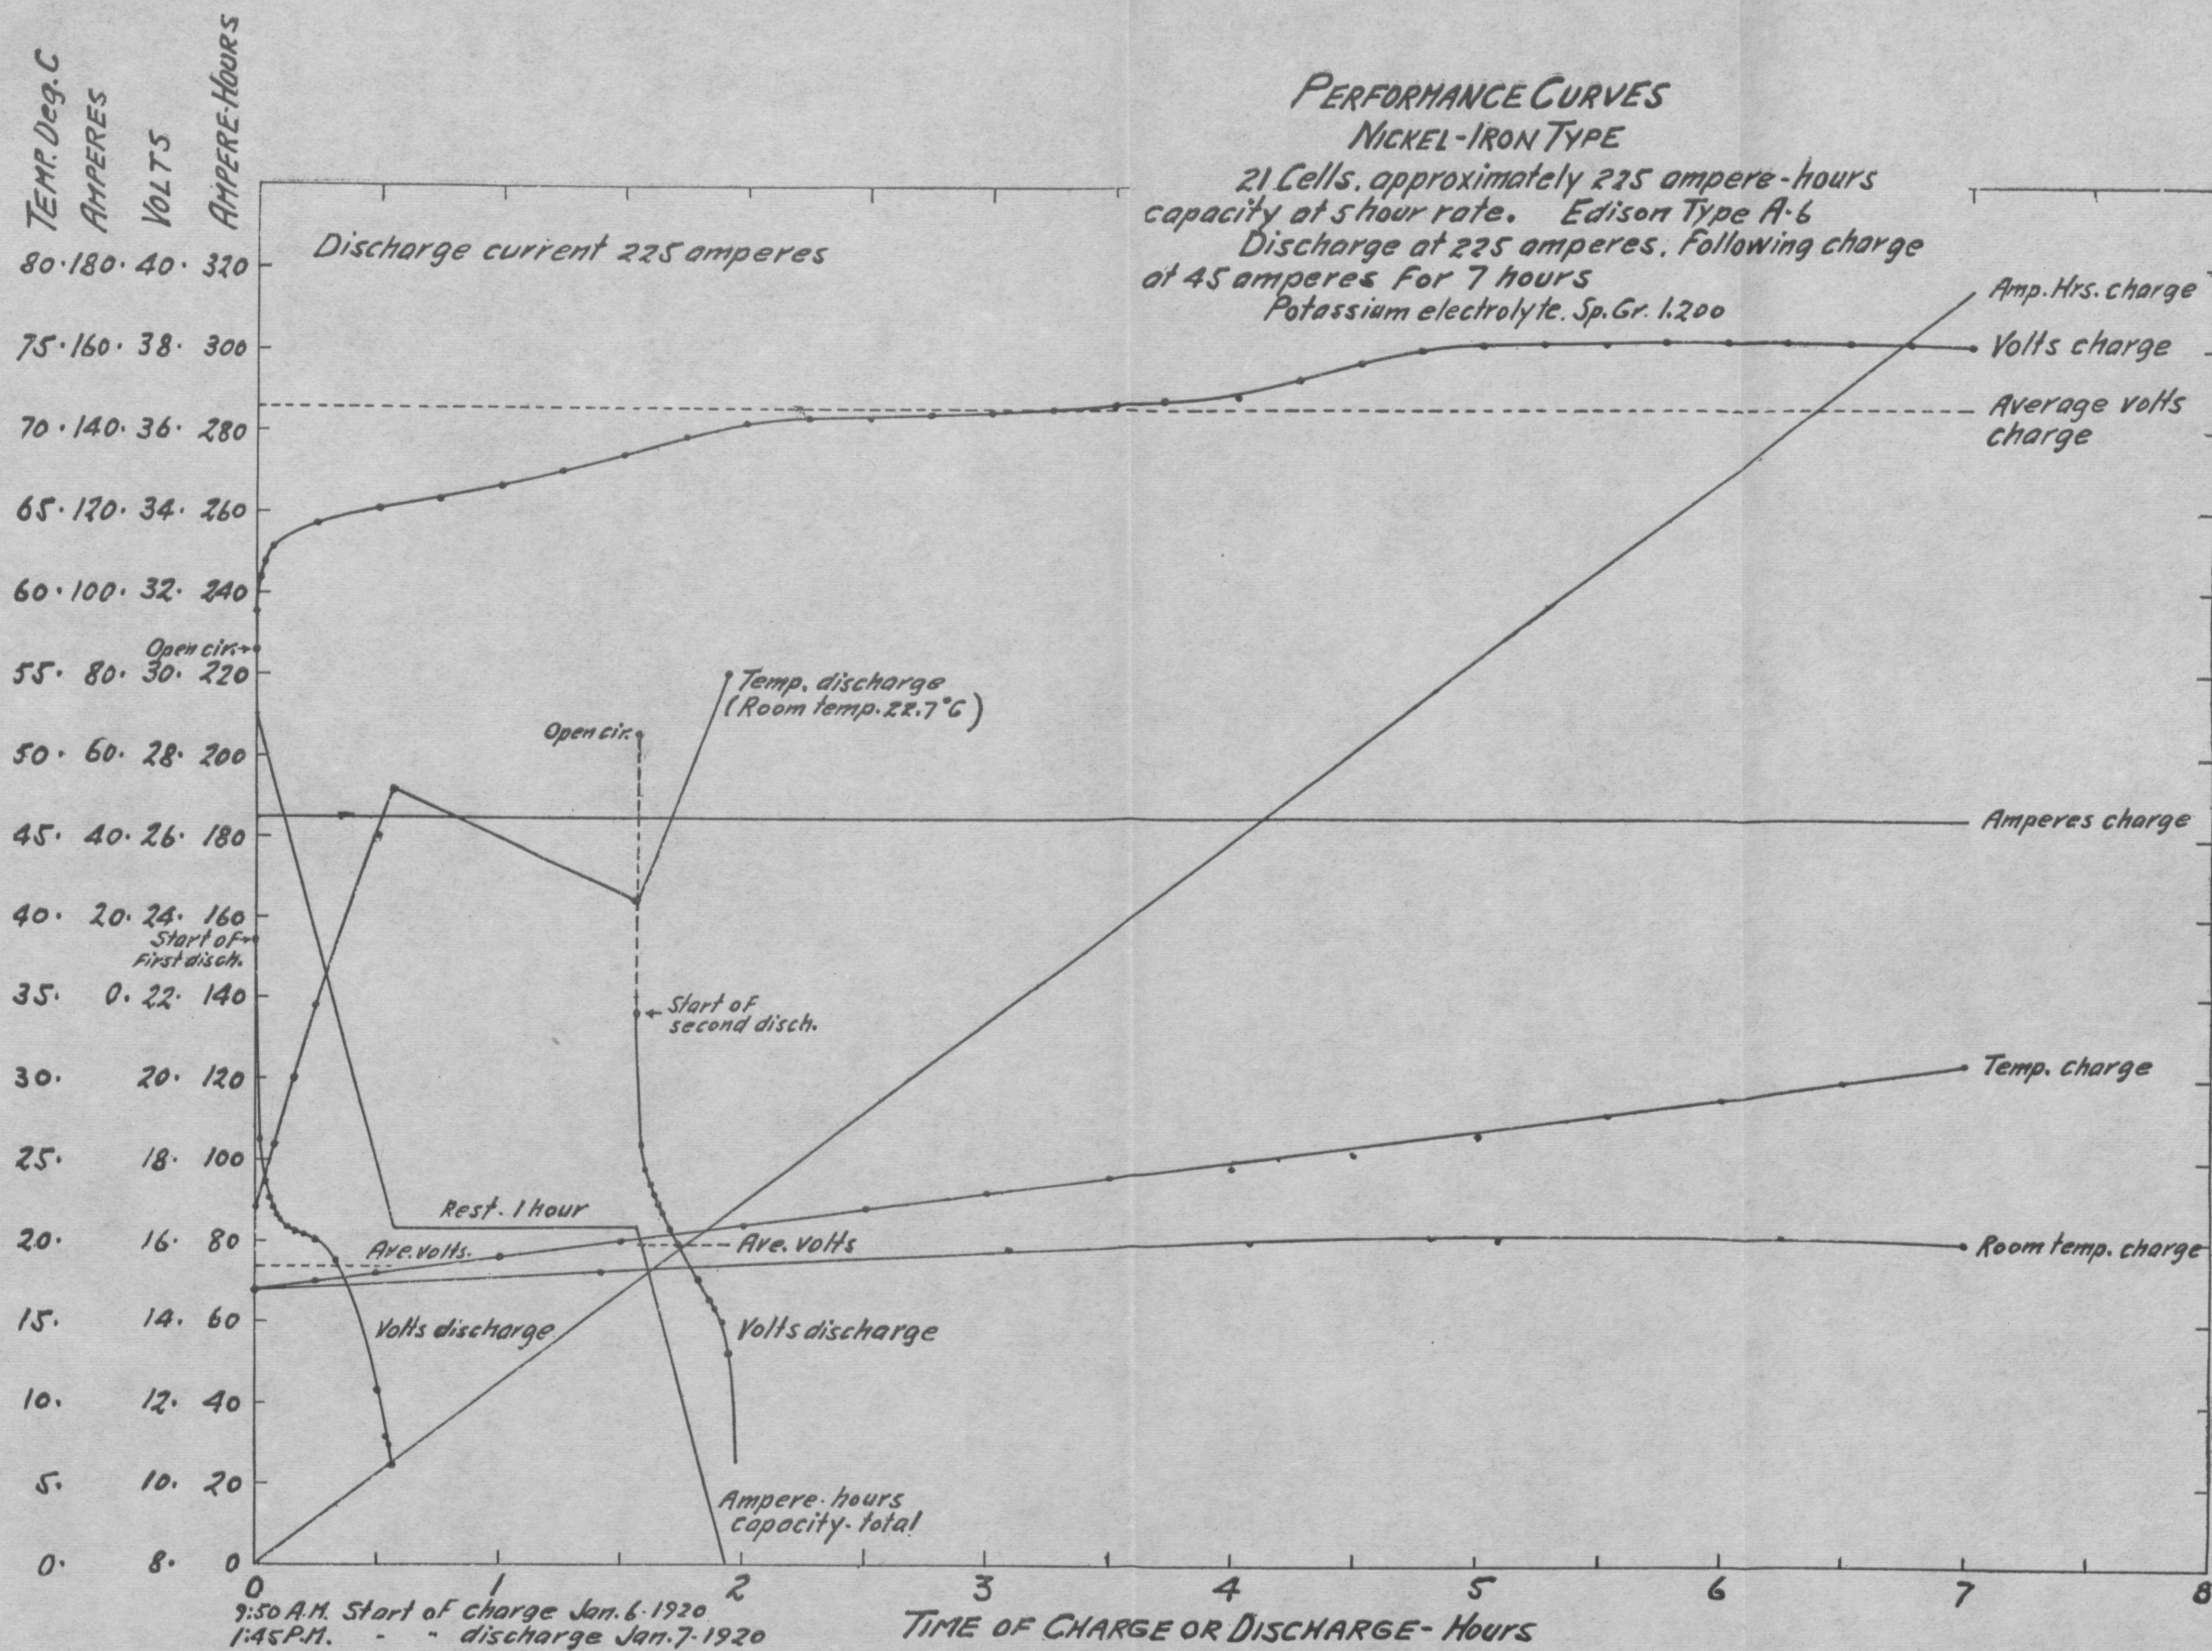 TEMP. Deg. C
AMPERES
VOLTS
AMPERE-HOURS
PERFORMANCE CURVES
NICKEL-IRON TYPE
21 Cells. approximately 225 ampere-hours
capacity at 5 hour rate. Edison Type A-6
Discharge at 225 amperes, Following charge
at 45 amperes For 7 hours
Potassium electrolyte. Sp. Gr. 1.200
Discharge current 225 amperes
80. 180. 40. 320
75. 160. 38. 300
70. 140. 36. 280
65. 120. 34. 260
60. 100. 32. 240
Open cir.
55. 80. 30. 220
50. 60. 28. 200
45. 40. 26. 180
40. 20. 24. 160
Start of
First disch.
35. 0. 22. 140
30. 20. 120
25. 18. 100
20. 16. 80
15. 14. 60
10. 12. 40
5. 10. 20
0. 8. 0
Amp. Hrs. charge
Volts charge
Average volts
charge
Temp. discharge
(Room temp. 22.7°C)
Open cir.
Amperes charge
Start of
second disch.
Temp. charge
Rest. 1 hour
Ave. volts.
Ave. volts
Room temp. charge
Volts discharge
Volts discharge
Ampere-hours
capacity-total
0 1 2 3 4 5 6 7 8
9:50 A.M. Start of charge Jan. 6-1920
1:45 P.M. - - discharge Jan. 7-1920
TIME OF CHARGE OR DISCHARGE - Hours